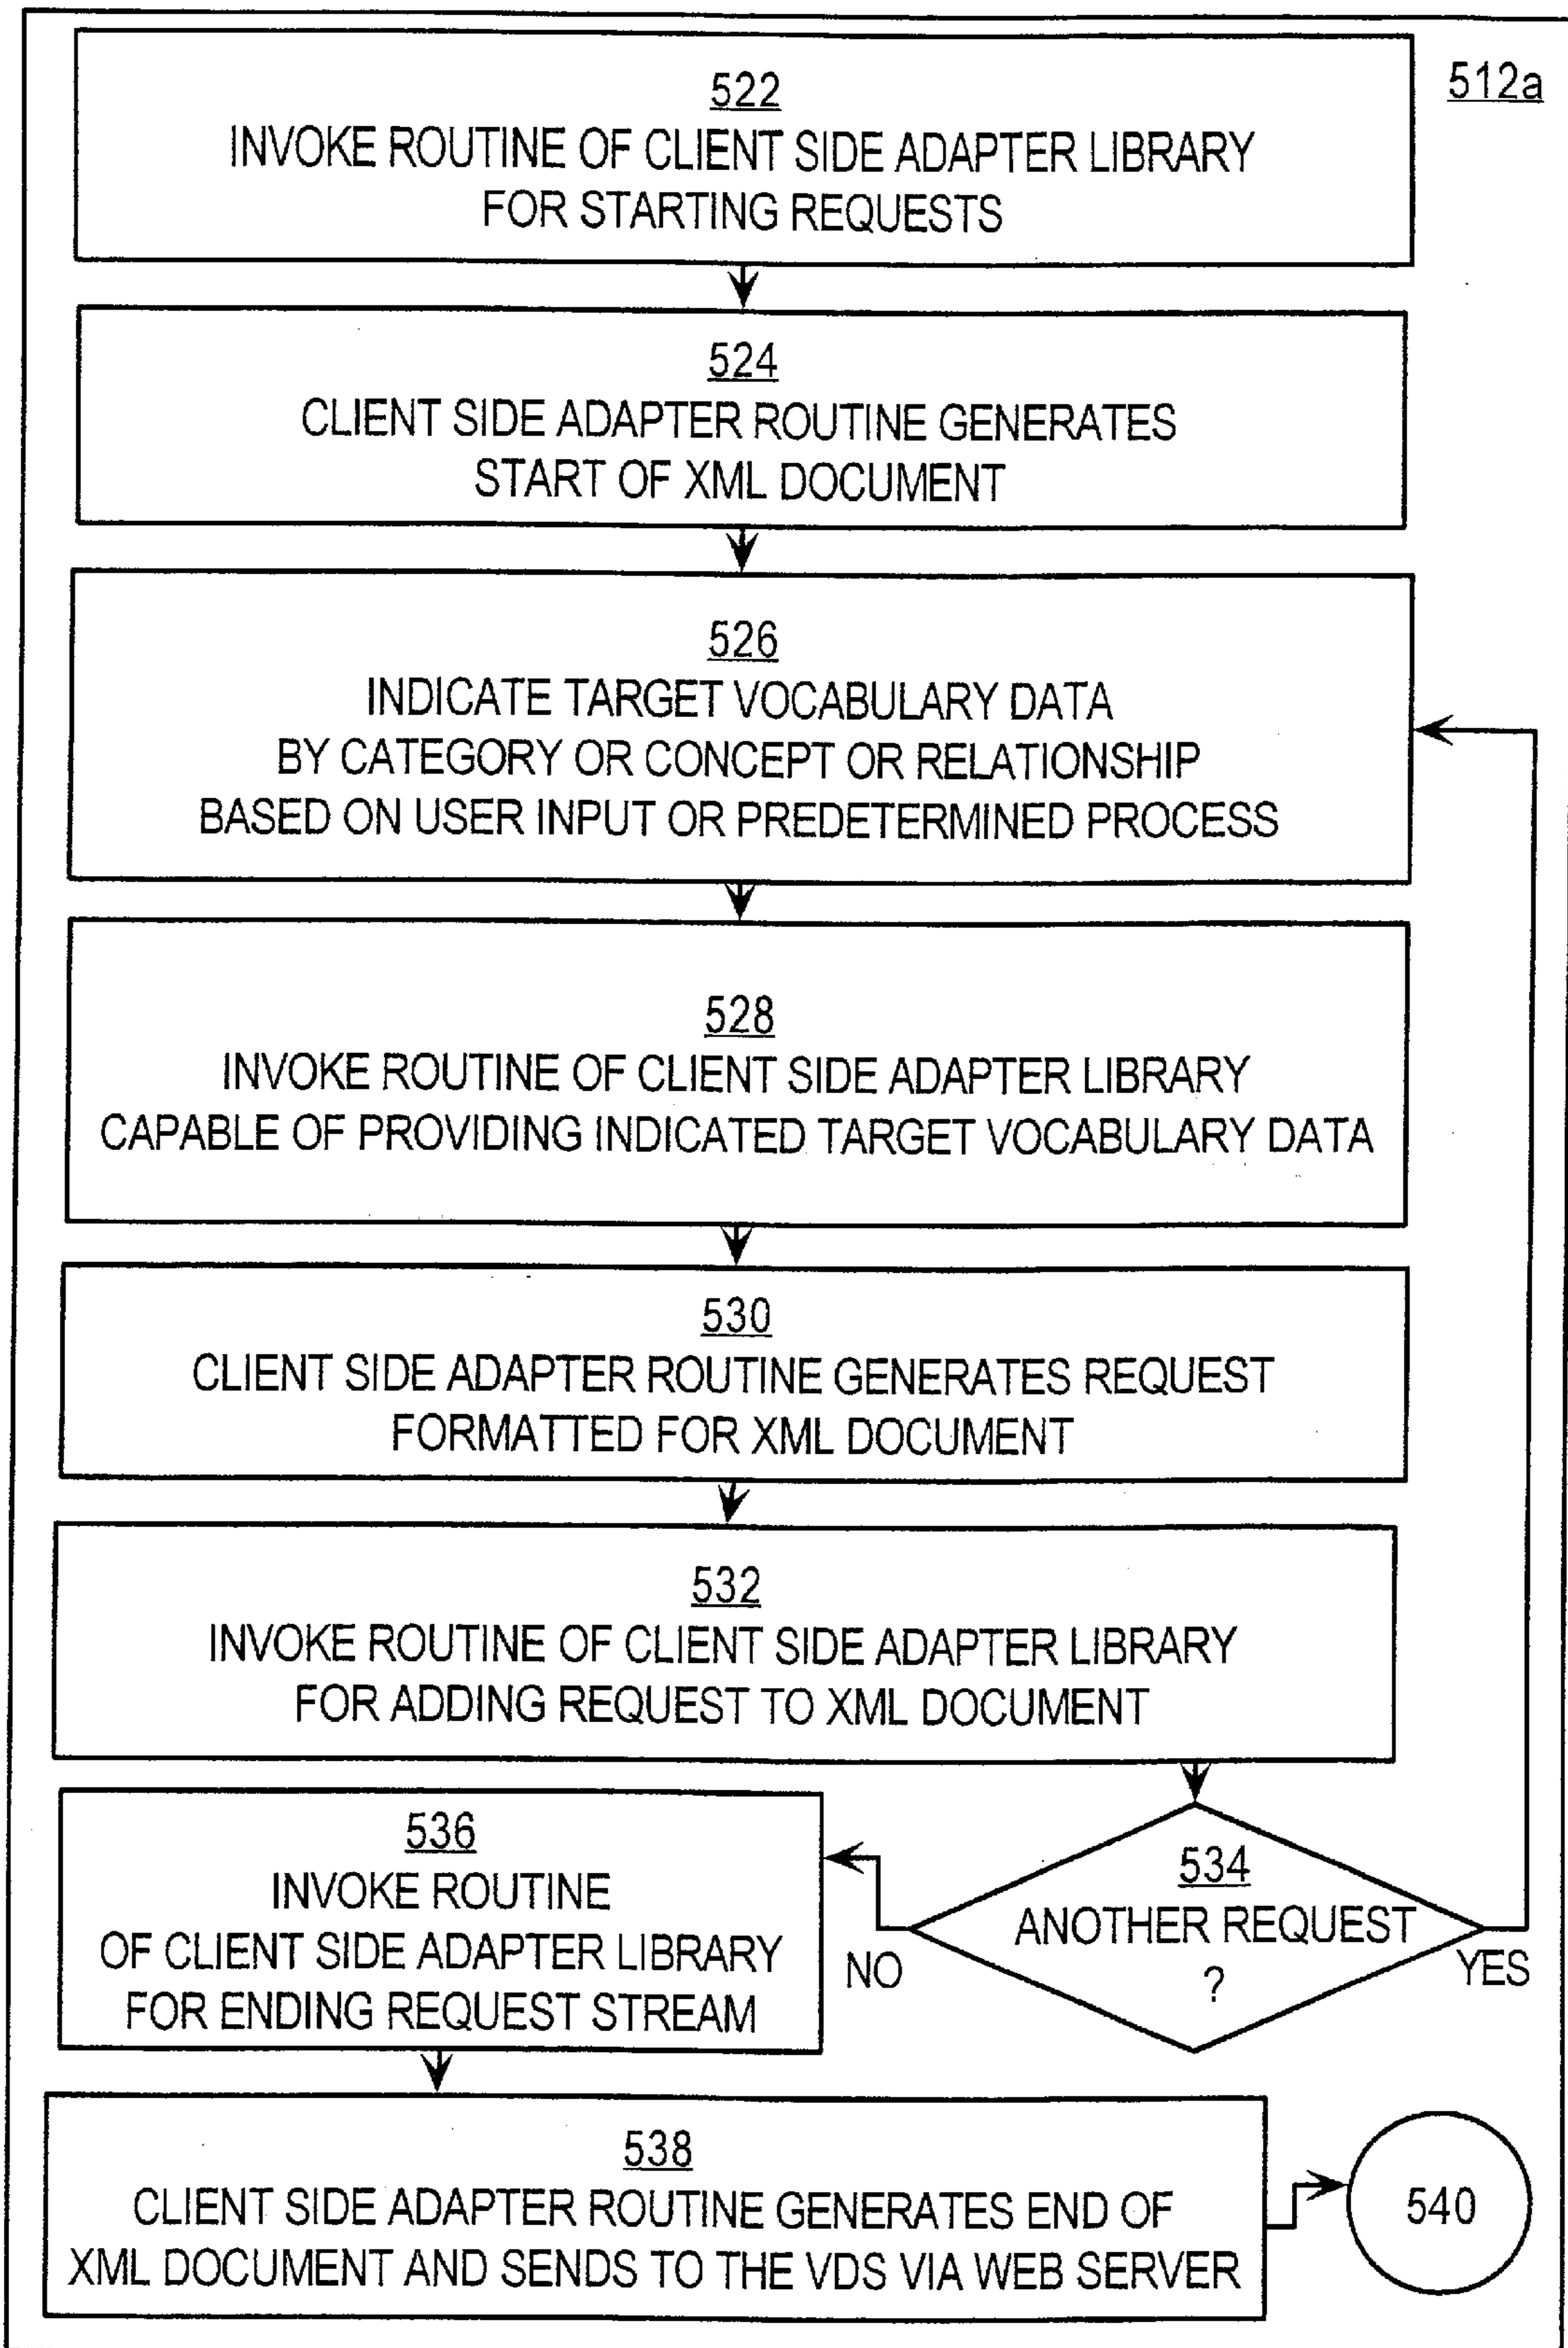 512a
522
INVOKE ROUTINE OF CLIENT SIDE ADAPTER LIBRARY
FOR STARTING REQUESTS
524
CLIENT SIDE ADAPTER ROUTINE GENERATES
START OF XML DOCUMENT
526
INDICATE TARGET VOCABULARY DATA
BY CATEGORY OR CONCEPT OR RELATIONSHIP
BASED ON USER INPUT OR PREDETERMINED PROCESS
528
INVOKE ROUTINE OF CLIENT SIDE ADAPTER LIBRARY
CAPABLE OF PROVIDING INDICATED TARGET VOCABULARY DATA
530
CLIENT SIDE ADAPTER ROUTINE GENERATES REQUEST
FORMATTED FOR XML DOCUMENT
532
INVOKE ROUTINE OF CLIENT SIDE ADAPTER LIBRARY
FOR ADDING REQUEST TO XML DOCUMENT
534
ANOTHER REQUEST
?
NO
YES
536
INVOKE ROUTINE
OF CLIENT SIDE ADAPTER LIBRARY
FOR ENDING REQUEST STREAM
538
CLIENT SIDE ADAPTER ROUTINE GENERATES END OF
XML DOCUMENT AND SENDS TO THE VDS VIA WEB SERVER
540